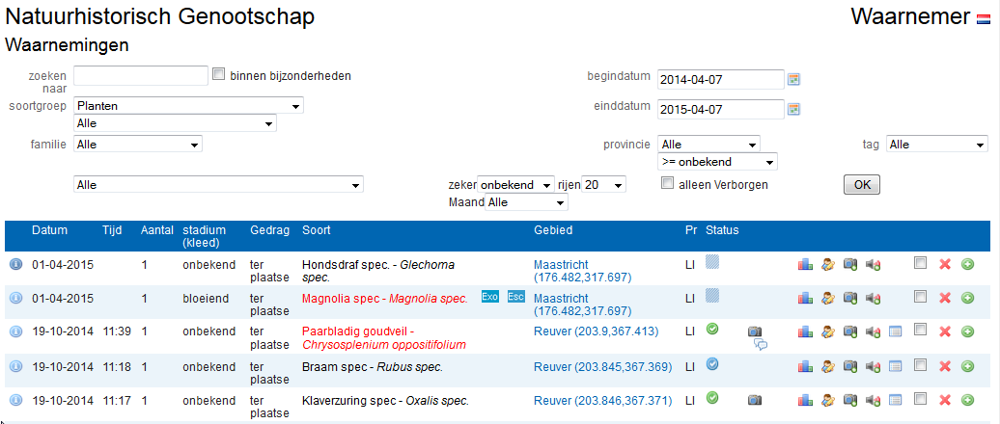 Natuurhistorisch Genootschap Waarnemer
Waarnemingen
zoeken naar binnen bijzonderheden begindatum 2014-04-07
soortgroep Planten einddatum 2015-04-07
Alle
familie Alle provincie Alle tag Alle
>= onbekend
Alle zeker onbekend rijen 20 alleen Verborgen OK
Maand Alle
Datum Tijd Aantal stadium (kleed) Gedrag Soort Gebied Pr Status
01-04-2015 1 onbekend ter plaatse Hondsdraf spec. - Glechoma spec. Maastricht (176.482,317.697) LI
01-04-2015 1 bloeiend ter plaatse Magnolia spec - Magnolia spec. Exo Esc Maastricht (176.482,317.697) LI
19-10-2014 11:39 1 onbekend ter plaatse Paarbladig goudveil - Chrysosplenium oppositifolium Reuver (203.9,367.413) LI
19-10-2014 11:18 1 onbekend ter plaatse Braam spec - Rubus spec. Reuver (203.845,367.369) LI
19-10-2014 11:17 1 onbekend ter plaatse Klaverzuring spec - Oxalis spec. Reuver (203.846,367.371) LI